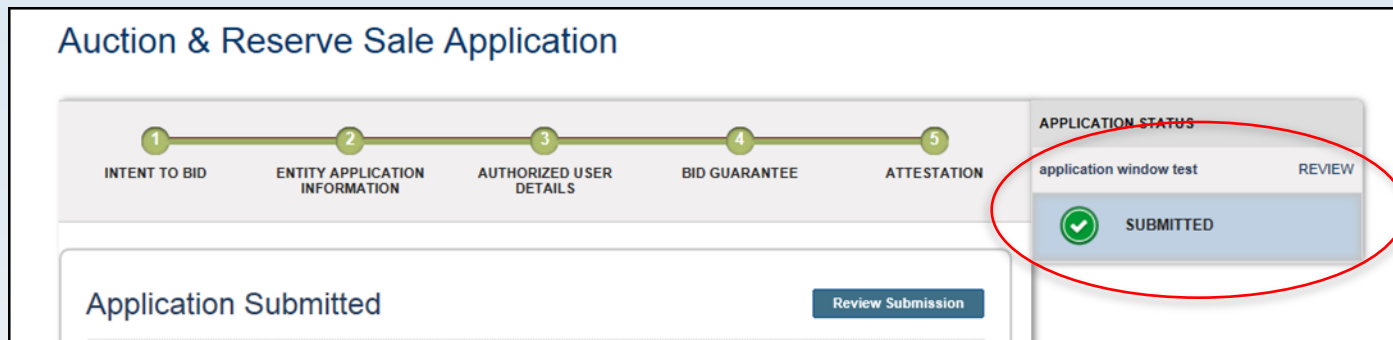 Auction & Reserve Sale Application
1
2
3
4
5
INTENT TO BID
ENTITY APPLICATION
INFORMATION
AUTHORIZED USER
DETAILS
BID GUARANTEE
ATTESTATION
APPLICATION STATUS
application window test REVIEW
SUBMITTED
Application Submitted
Review Submission